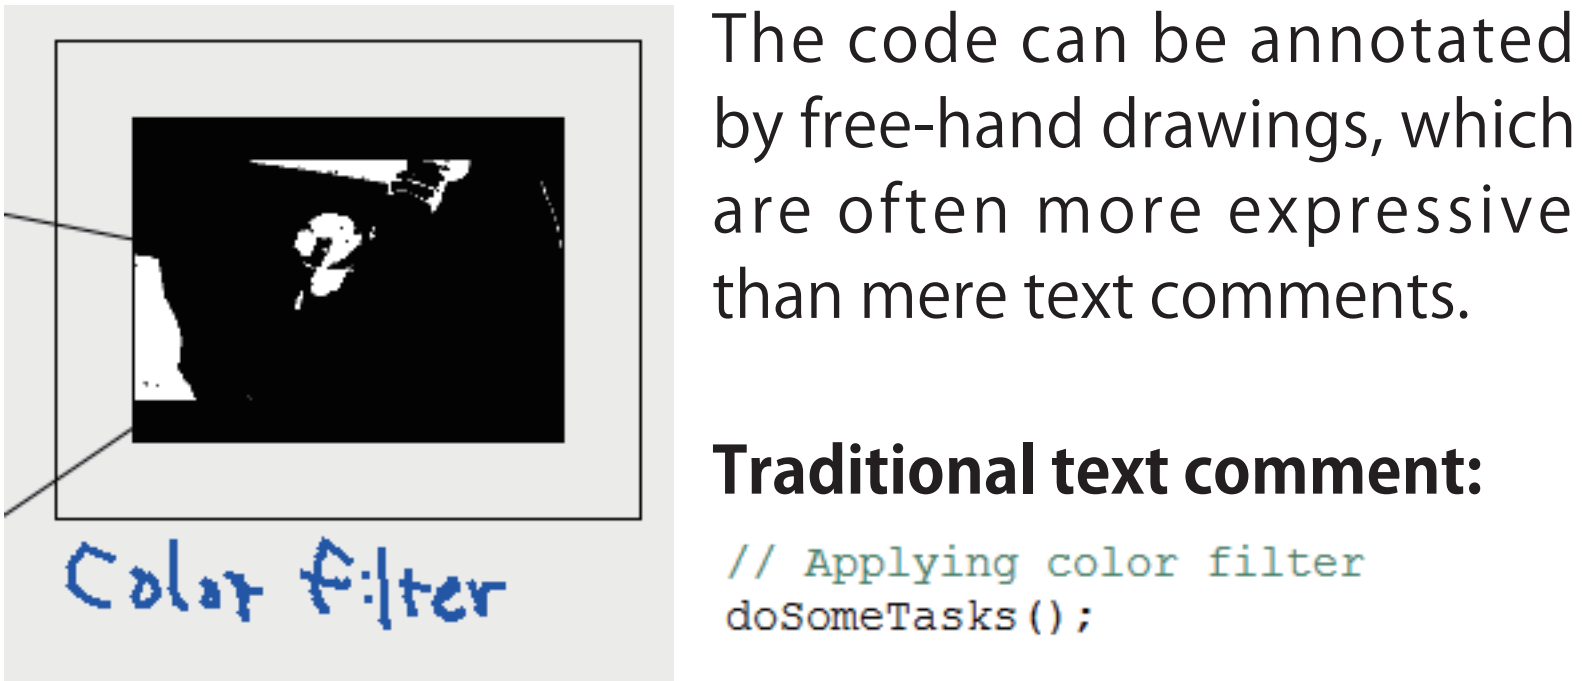 The code can be annotated
by free-hand drawings, which
are often more expressive
than mere text comments.
Traditional text comment:
// Applying color filter
doSomeTasks();
Color filter